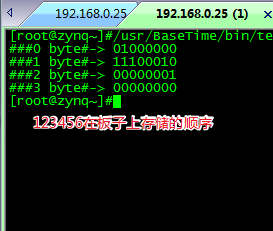 192.168.0.25
192.168.0.25 (1)
[root@zynq~]#/usr/BaseTime/bin/te
###0 byte#-> 01000000
###1 byte#-> 11100010
###2 byte#-> 00000001
###3 byte#-> 00000000
[root@zynq~]#
123456在板子上存储的顺序